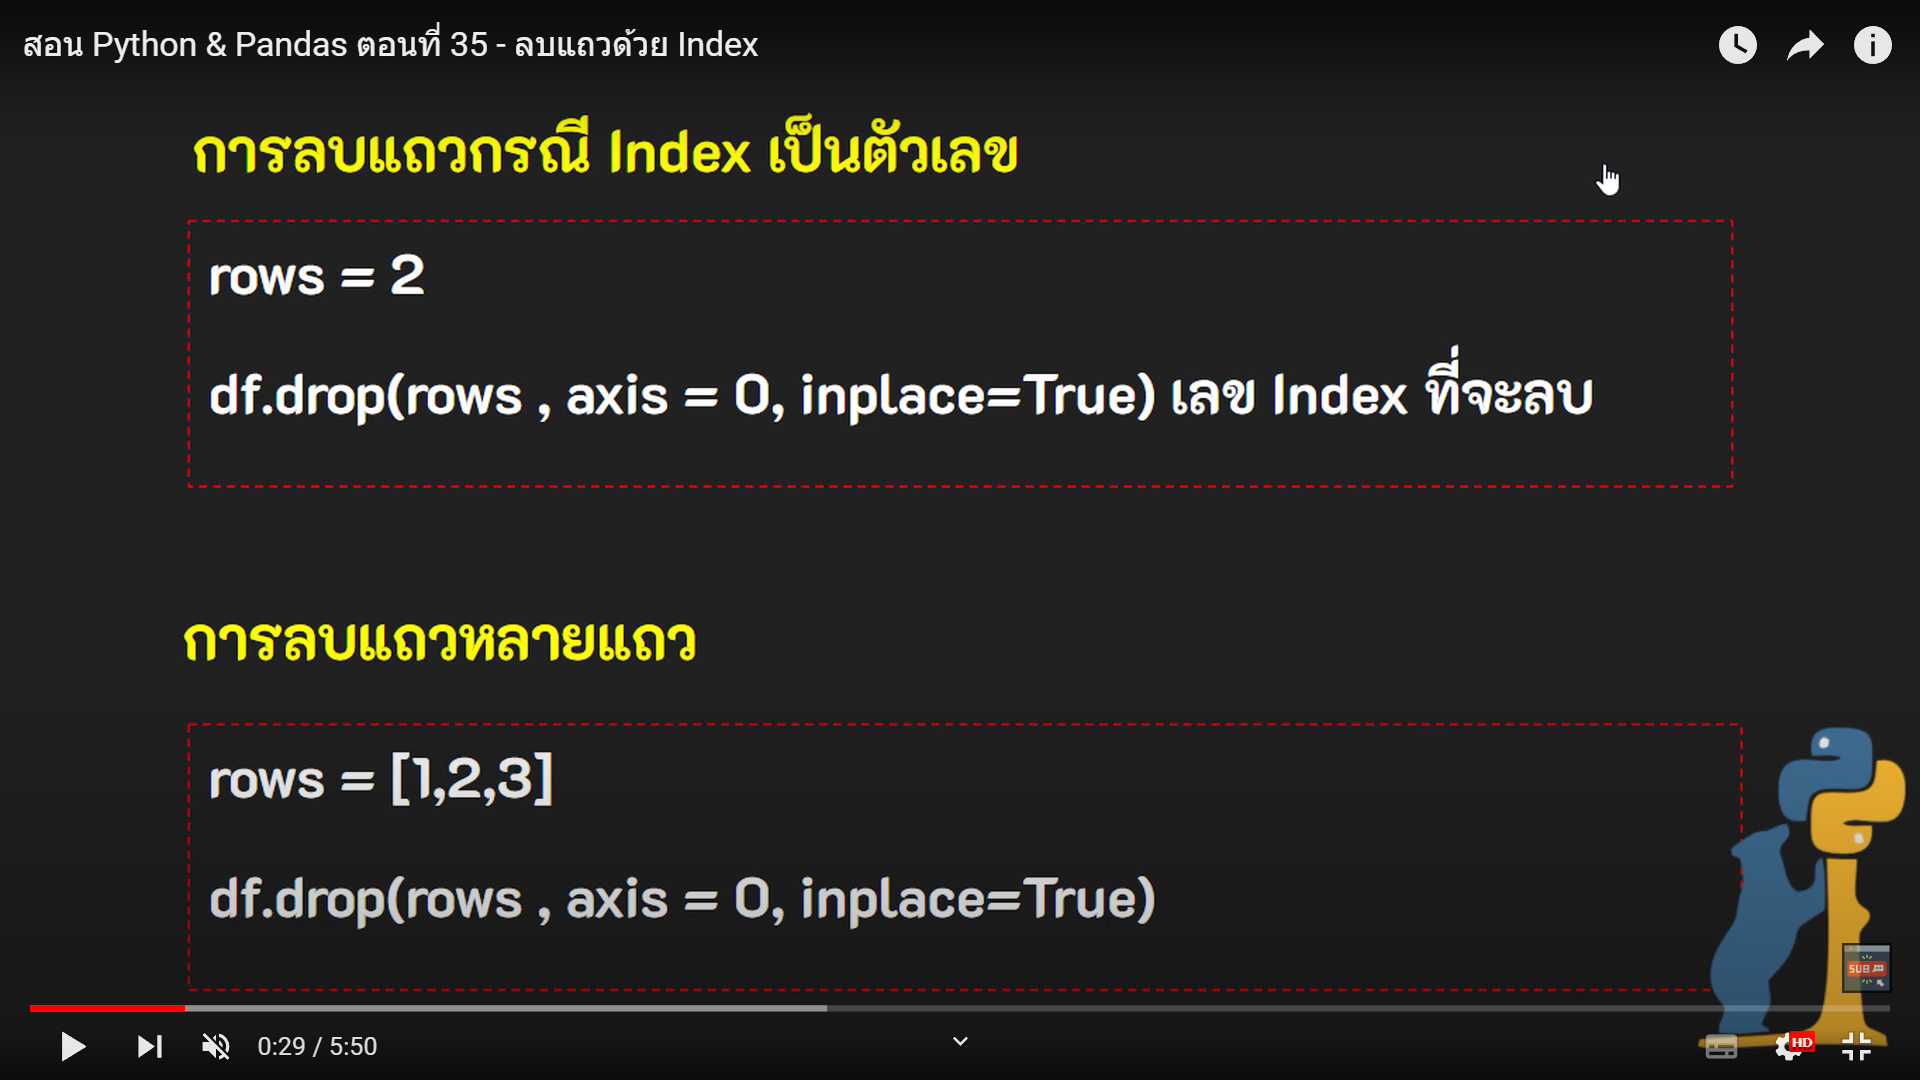 สอน Python & Pandas ตอนที่ 35 - ลบแถวด้วย Index
การลบแถวกรณี Index เป็นตัวเลข
rows = 2
df.drop(rows , axis = 0, inplace=True) เลข Index ที่จะลบ
การลบแถวหลายแถว
rows = [1,2,3]
df.drop(rows , axis = 0, inplace=True)
SUB
0:29 / 5:50
HD